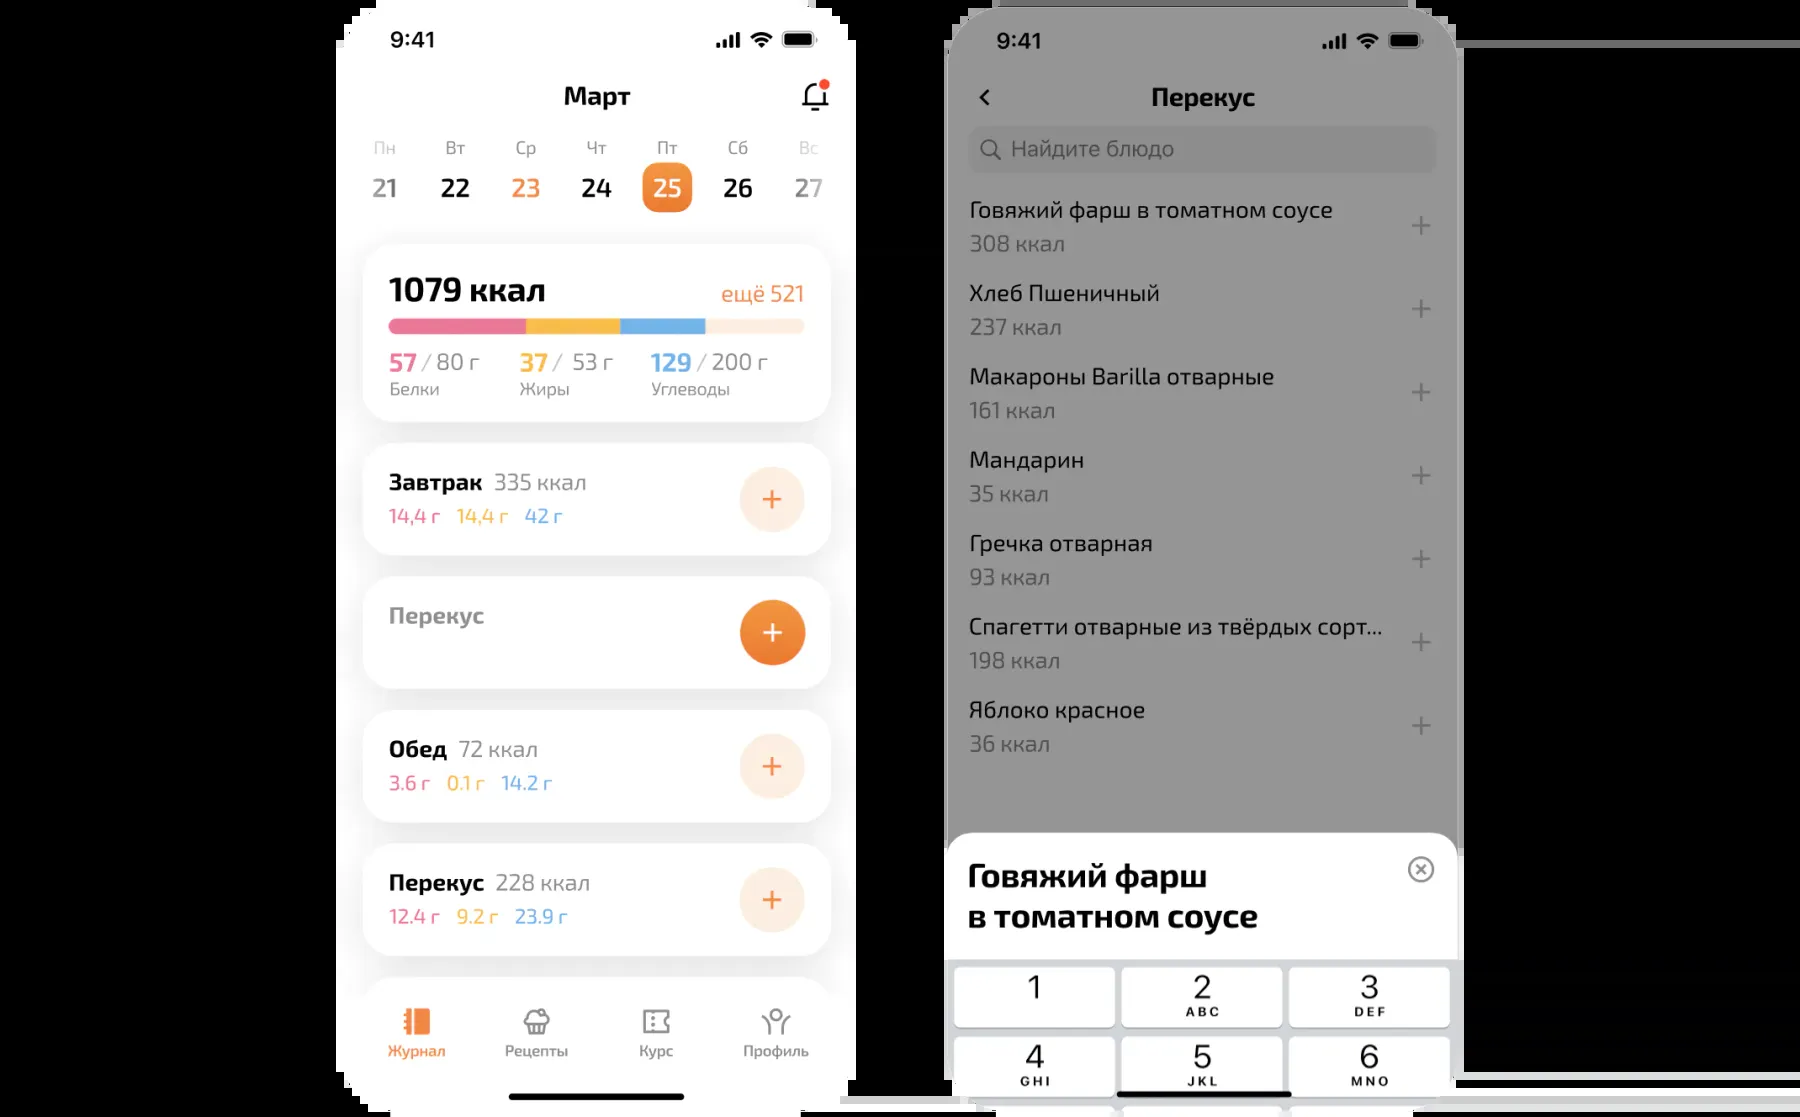 9:41
Март
Пн Вт Ср Чт Пт Сб Вс
21 22 23 24 25 26 27
1079 ккал ещё 521
57 / 80 г 37 / 53 г 129 / 200 г
Белки Жиры Углеводы
Завтрак 335 ккал
14,4 г 14,4 г 42 г
Перекус
Обед 72 ккал
3.6 г 0.1 г 14.2 г
Перекус 228 ккал
12.4 г 9.2 г 23.9 г
Журнал Рецепты Курс Профиль
9:41
Перекус
Найдите блюдо
Говяжий фарш в томатном соусе
308 ккал
Хлеб Пшеничный
237 ккал
Макароны Barilla отварные
161 ккал
Мандарин
35 ккал
Гречка отварная
93 ккал
Спагетти отварные из твёрдых сорт...
198 ккал
Яблоко красное
36 ккал
Говяжий фарш
в томатном соусе
1 2 3
ABC DEF
4 5 6
GHI JKL MNO